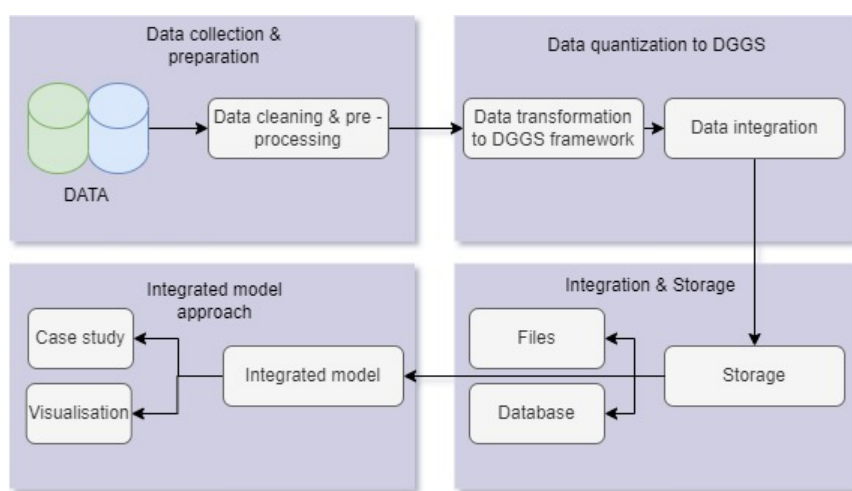 Data collection &
preparation
DATA
Data cleaning & pre -
processing
Data quantization to DGGS
Data transformation
to DGGS framework
Data integration
Integrated model
approach
Case study
Visualisation
Integrated model
Integration & Storage
Files
Database
Storage